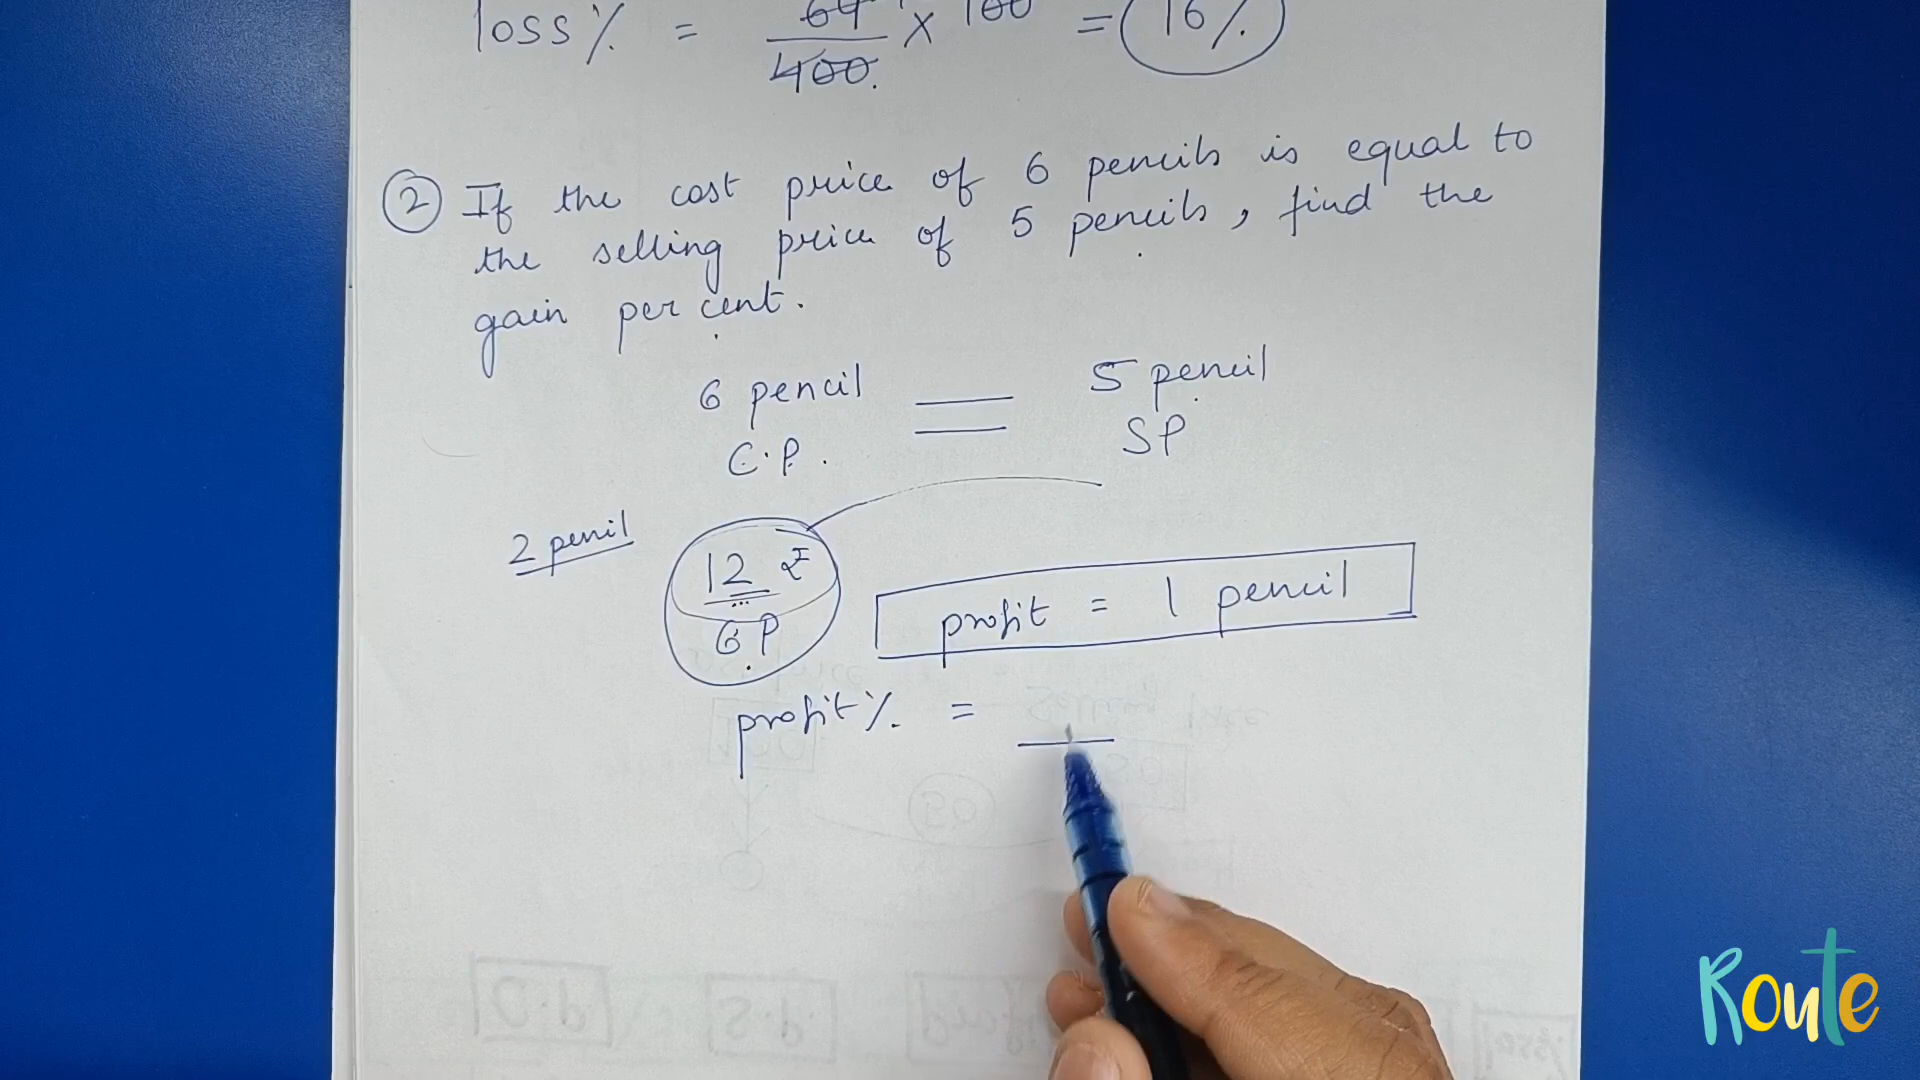 loss% = 64/400 × 100 = 16%
② If the cost price of 6 pencils is equal to
the selling price of 5 pencils, find the
gain per cent.
6 pencil = 5 pencil
C.P. SP
2 pencil
12 ₹
6 P
profit = 1 pencil
profit% =
C.P. S.P.
Route